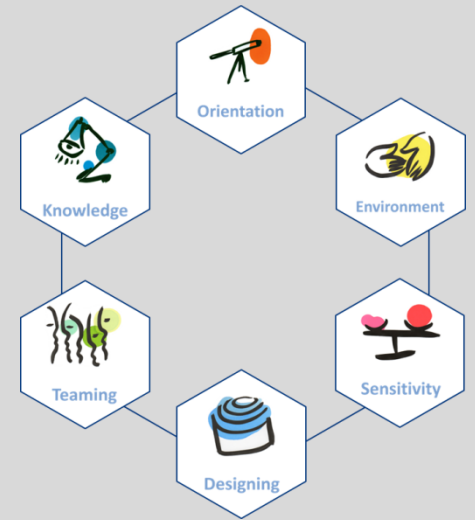 Orientation
Knowledge
Environment
Teaming
Sensitivity
Designing